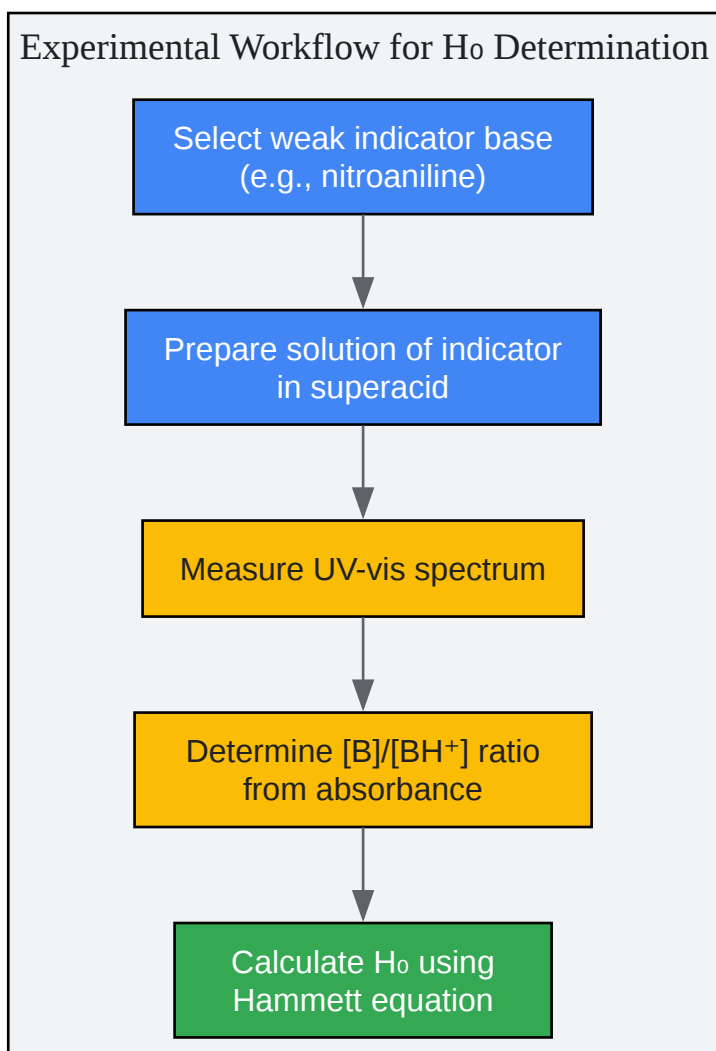 Experimental Workflow for H₀ Determination
Select weak indicator base
(e.g., nitroaniline)
Prepare solution of indicator
in superacid
Measure UV-vis spectrum
Determine [B]/[BH⁺] ratio
from absorbance
Calculate H₀ using
Hammett equation